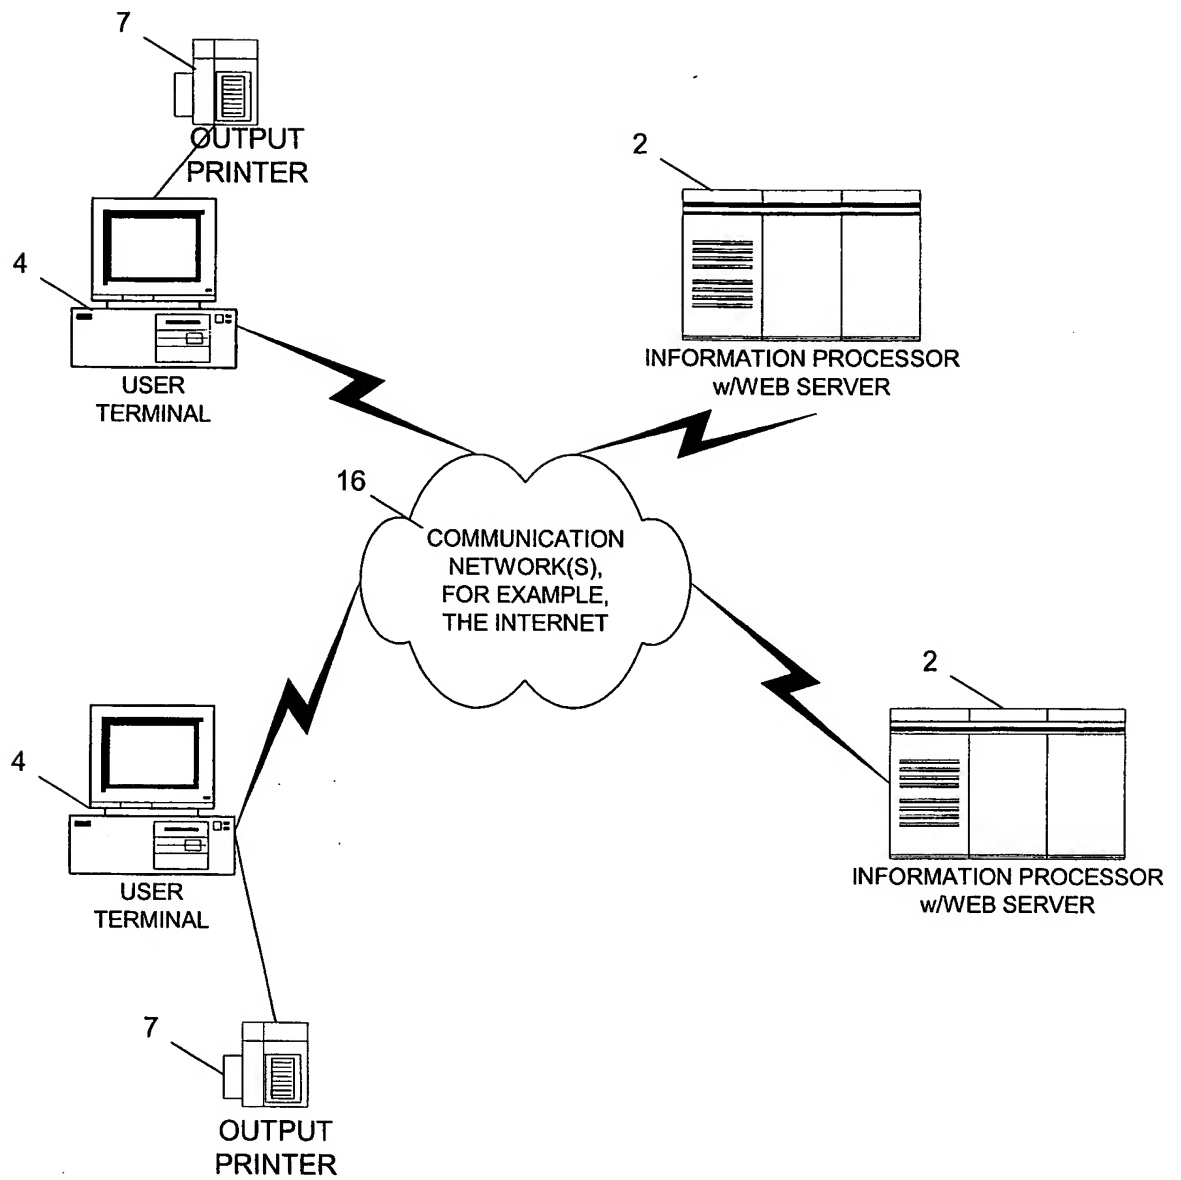 7
OUTPUT
PRINTER
2
4
USER
TERMINAL
INFORMATION PROCESSOR
w/WEB SERVER
16
COMMUNICATION
NETWORK(S),
FOR EXAMPLE,
THE INTERNET
2
4
USER
TERMINAL
INFORMATION PROCESSOR
w/WEB SERVER
7
OUTPUT
PRINTER